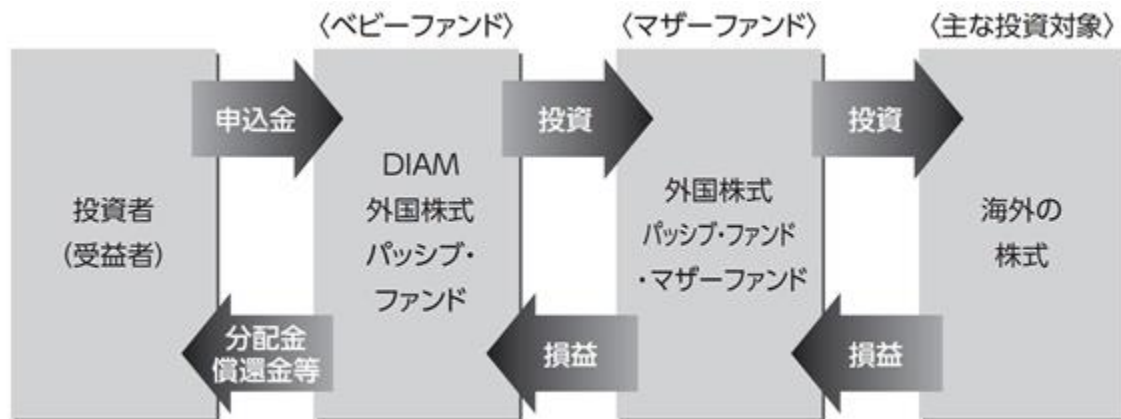 〈ベビーファンド〉
〈マザーファンド〉
〈主な投資対象〉
申込金
投資
投資
投資者
(受益者)
DIAM
外国株式
パッシブ・
ファンド
外国株式
パッシブ・ファンド
・マザーファンド
海外の
株式
分配金
償還金等
損益
損益